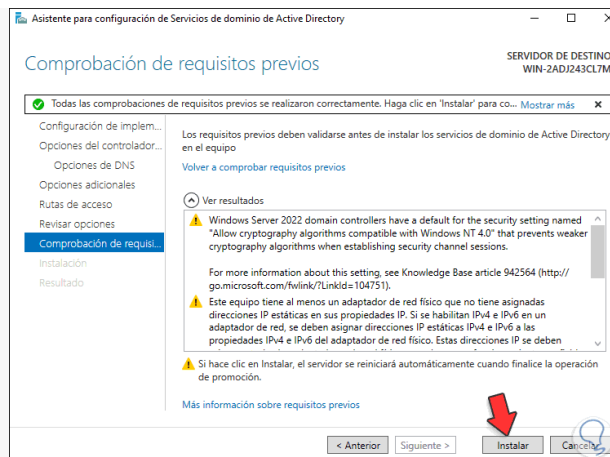 Asistente para configuración de Servicios de dominio de Active Directory
Comprobación de requisitos previos
SERVIDOR DE DESTINO
WIN-2ADJ243CL7M
Todas las comprobaciones de requisitos previos se realizaron correctamente. Haga clic en 'Instalar' para co... Mostrar más
Configuración de implem...
Opciones del controlador...
Opciones de DNS
Opciones adicionales
Rutas de acceso
Revisar opciones
Comprobación de requisi...
Instalación
Resultado
Los requisitos previos deben validarse antes de instalar los servicios de dominio de Active Directory
en el equipo
Volver a comprobar requisitos previos
Ver resultados
Windows Server 2022 domain controllers have a default for the security setting named
"Allow cryptography algorithms compatible with Windows NT 4.0" that prevents weaker
cryptography algorithms when establishing security channel sessions.
For more information about this setting, see Knowledge Base article 942564 (http://
go.microsoft.com/fwlink/?LinkId=104751).
Este equipo tiene al menos un adaptador de red físico que no tiene asignadas
direcciones IP estáticas en sus propiedades IP. Si se habilitan IPv4 e IPv6 en un
adaptador de red, se deben asignar direcciones IP estáticas IPv4 e IPv6 a las
propiedades IPv4 e IPv6 del adaptador de red físico. Estas direcciones IP se deben
Si hace clic en Instalar, el servidor se reiniciará automáticamente cuando finalice la operación
de promoción.
Más información sobre requisitos previos
< Anterior
Siguiente >
Instalar
Cancelar